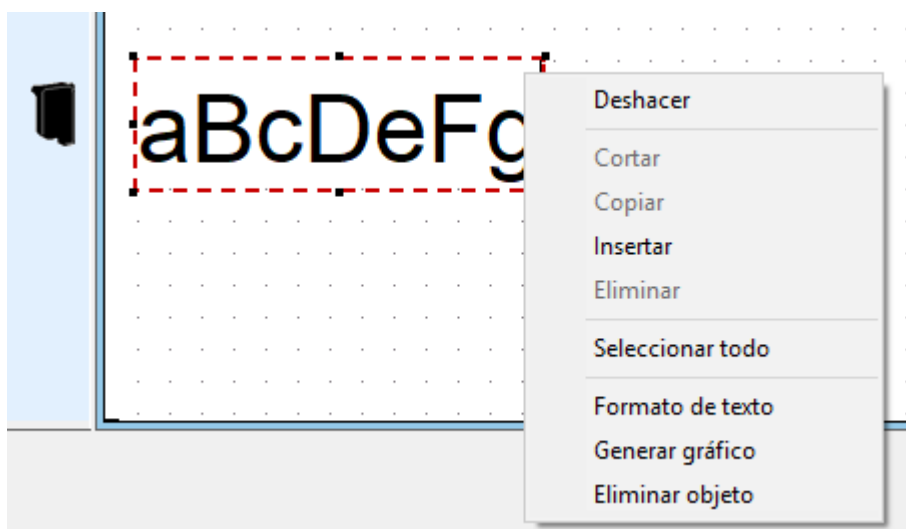 aBcDeFg
Deshacer
Cortar
Copiar
Insertar
Eliminar
Seleccionar todo
Formato de texto
Generar gráfico
Eliminar objeto